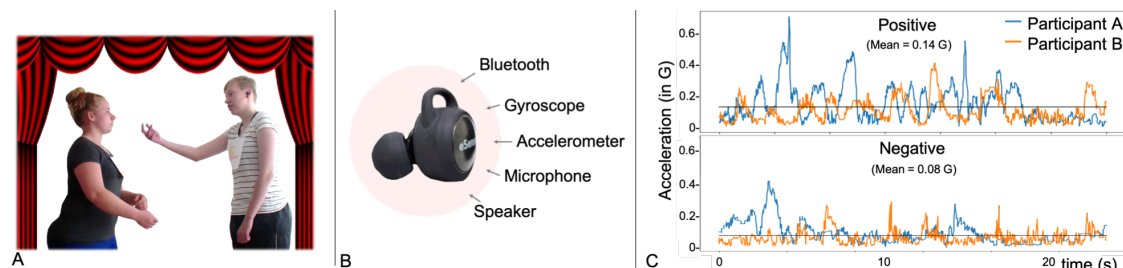 A
B
Bluetooth
Gyroscope
Accelerometer
Microphone
Speaker
eSense
C
Acceleration (in G)
Positive
(Mean = 0.14 G)
Participant A
Participant B
0.6
0.4
0.2
0
Negative
(Mean = 0.08 G)
0.6
0.4
0.2
0
0
10
20
time (s)